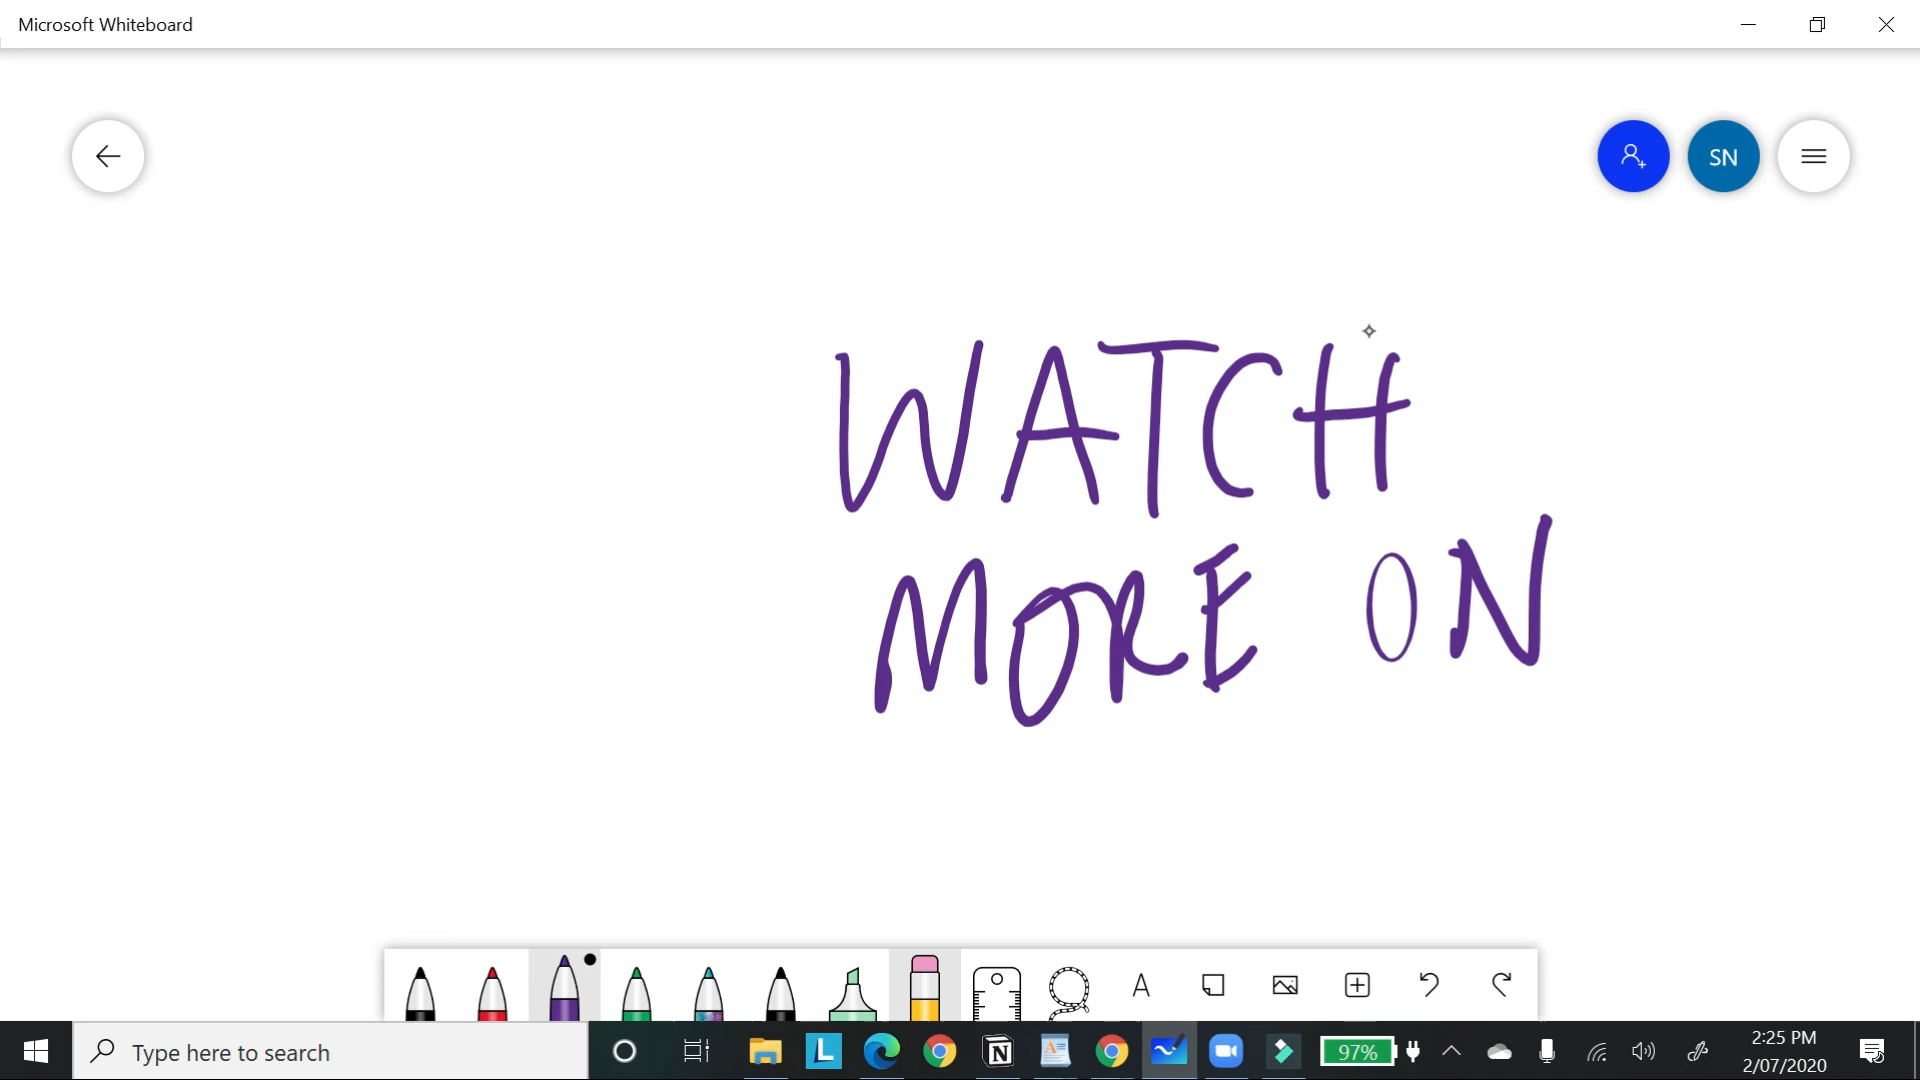 Microsoft Whiteboard
SN
WATCH
MORE ON
A
Type here to search
L
N
97%
2:25 PM
2/07/2020